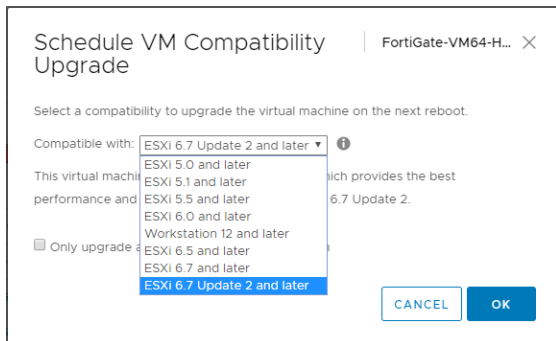 Schedule VM Compatibility Upgrade
FortiGate-VM64-H...
Select a compatibility to upgrade the virtual machine on the next reboot.
Compatible with: ESXi 6.7 Update 2 and later
ESXi 5.0 and later
This virtual machin hich provides the best
ESXi 5.1 and later
ESXi 5.5 and later
performance and 6.7 Update 2.
ESXi 6.0 and later
Workstation 12 and later
Only upgrade a
ESXi 6.5 and later
ESXi 6.7 and later
ESXi 6.7 Update 2 and later
CANCEL OK